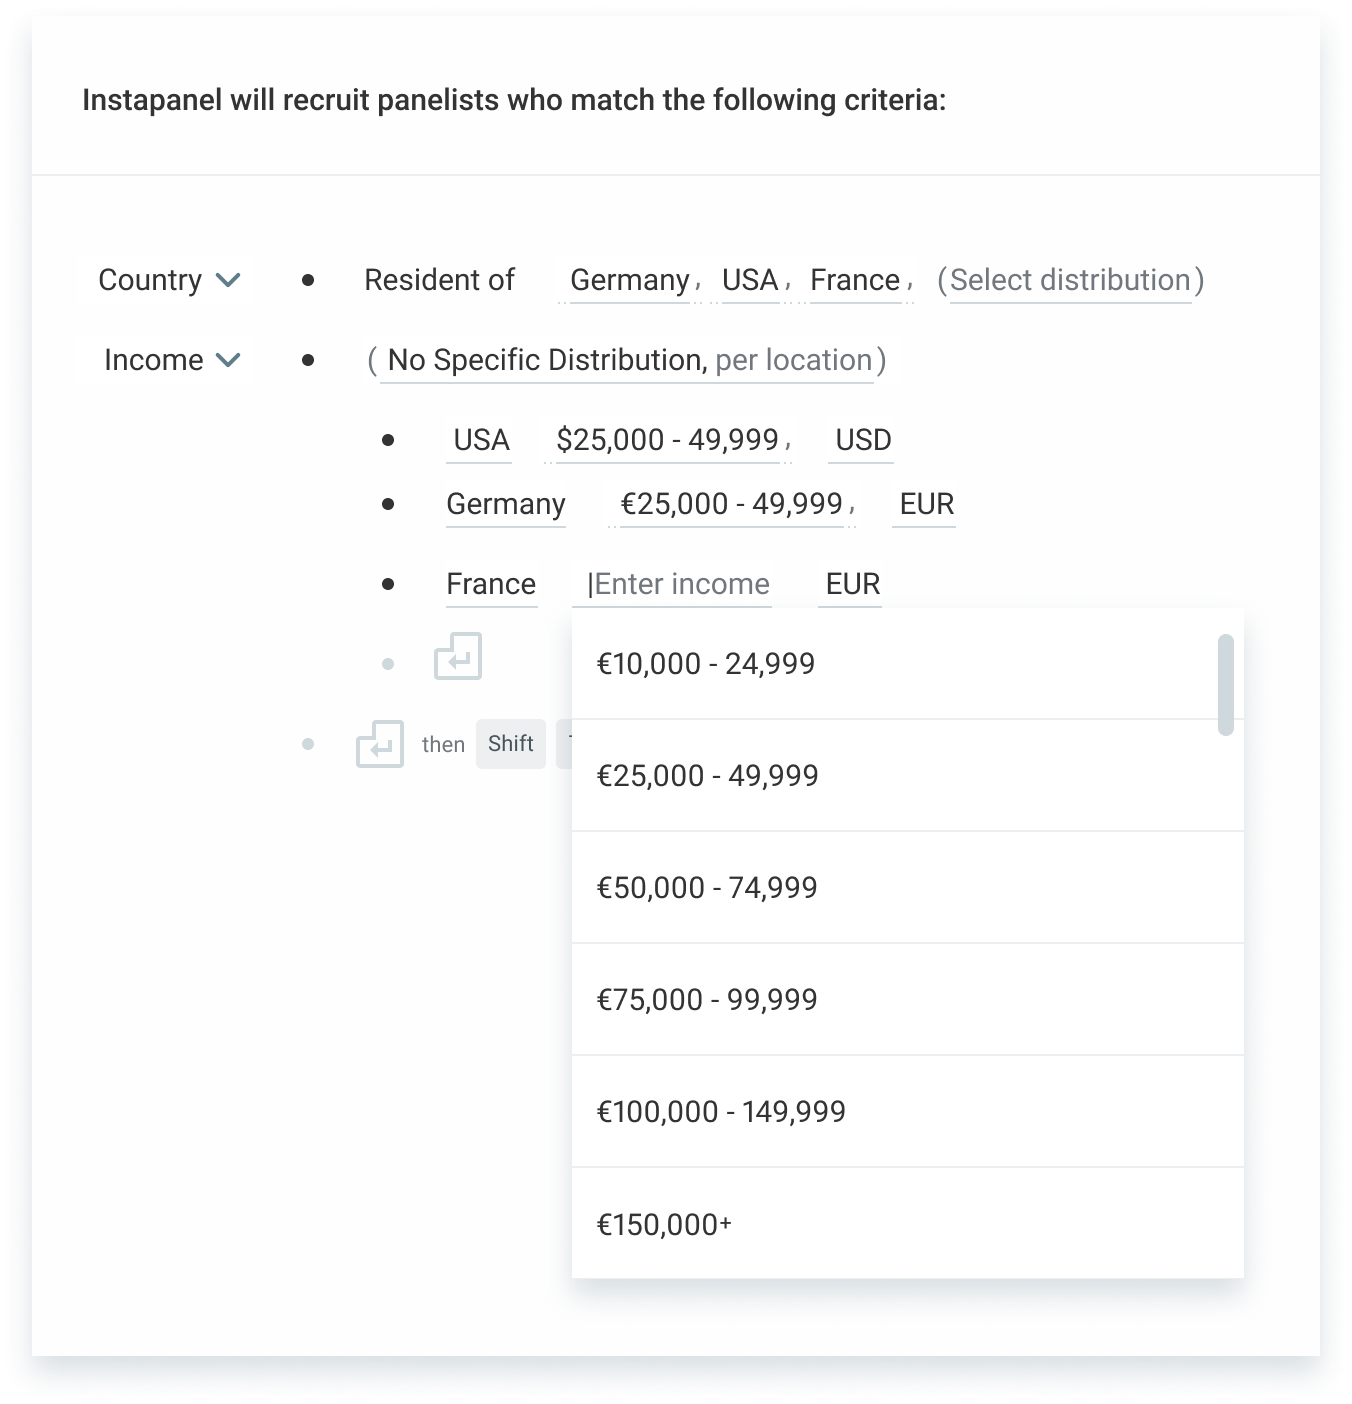 Instapanel will recruit panelists who match the following criteria:
Country • Resident of Germany, USA, France, (Select distribution)
Income • ( No Specific Distribution, per location)
• USA $25,000 - 49,999, USD
• Germany €25,000 - 49,999, EUR
• France |Enter income EUR
€10,000 - 24,999
• then Shift
€25,000 - 49,999
€50,000 - 74,999
€75,000 - 99,999
€100,000 - 149,999
€150,000+